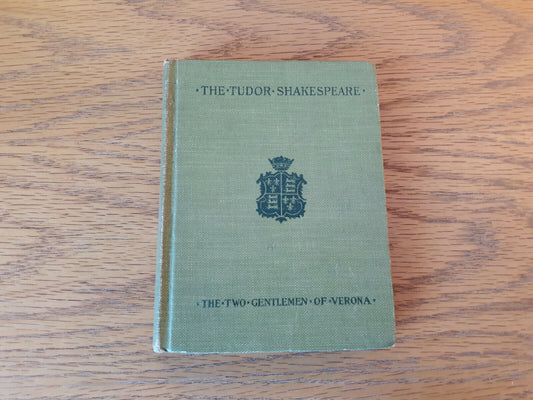 ·THE·TUDOR·SHAKESPEARE·
·THE·TWO·GENTLEMEN·OF·VERONA·